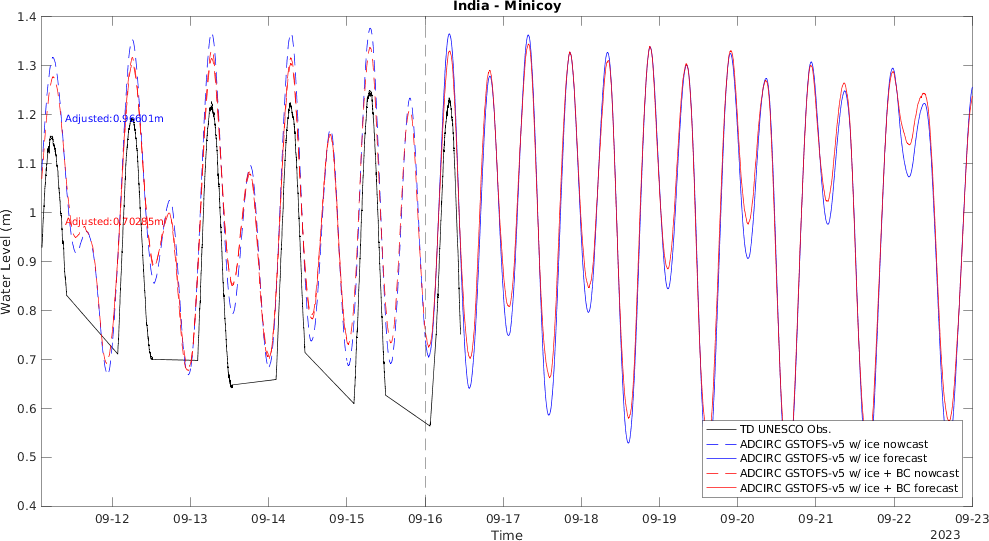 India - Minicoy
1.4
1.3
1.2
1.1
1
0.9
0.8
0.7
0.6
0.5
0.4
Water Level (m)
Adjusted:0.96601m
Adjusted:0.70285m
TD UNESCO Obs.
ADCIRC GSTOFS-v5 w/ ice nowcast
ADCIRC GSTOFS-v5 w/ ice forecast
ADCIRC GSTOFS-v5 w/ ice + BC nowcast
ADCIRC GSTOFS-v5 w/ ice + BC forecast
09-12 09-13 09-14 09-15 09-16 09-17 09-18 09-19 09-20 09-21 09-22 09-23
Time
2023